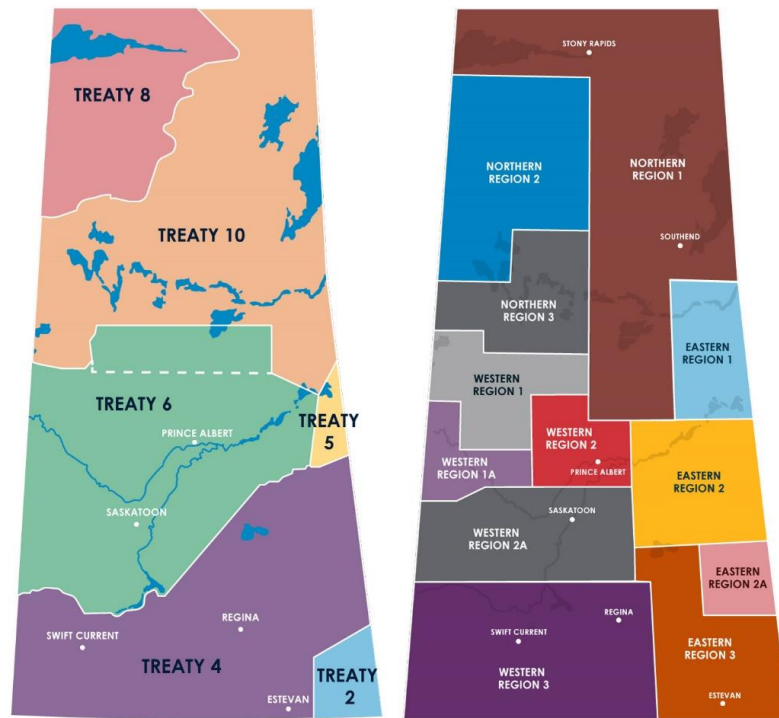 TREATY 8
TREATY 10
TREATY 6
TREATY
5
PRINCE ALBERT
SASKATOON
REGINA
SWIFT CURRENT
TREATY 4
TREATY
2
ESTEVAN
STONY RAPIDS
NORTHERN
REGION 2
NORTHERN
REGION 1
SOUTHEND
NORTHERN
REGION 3
EASTERN
REGION 1
WESTERN
REGION 1
WESTERN
REGION 2
PRINCE ALBERT
WESTERN
REGION 1A
EASTERN
REGION 2
SASKATOON
WESTERN
REGION 2A
EASTERN
REGION 2A
REGINA
SWIFT CURRENT
WESTERN
REGION 3
EASTERN
REGION 3
ESTEVAN